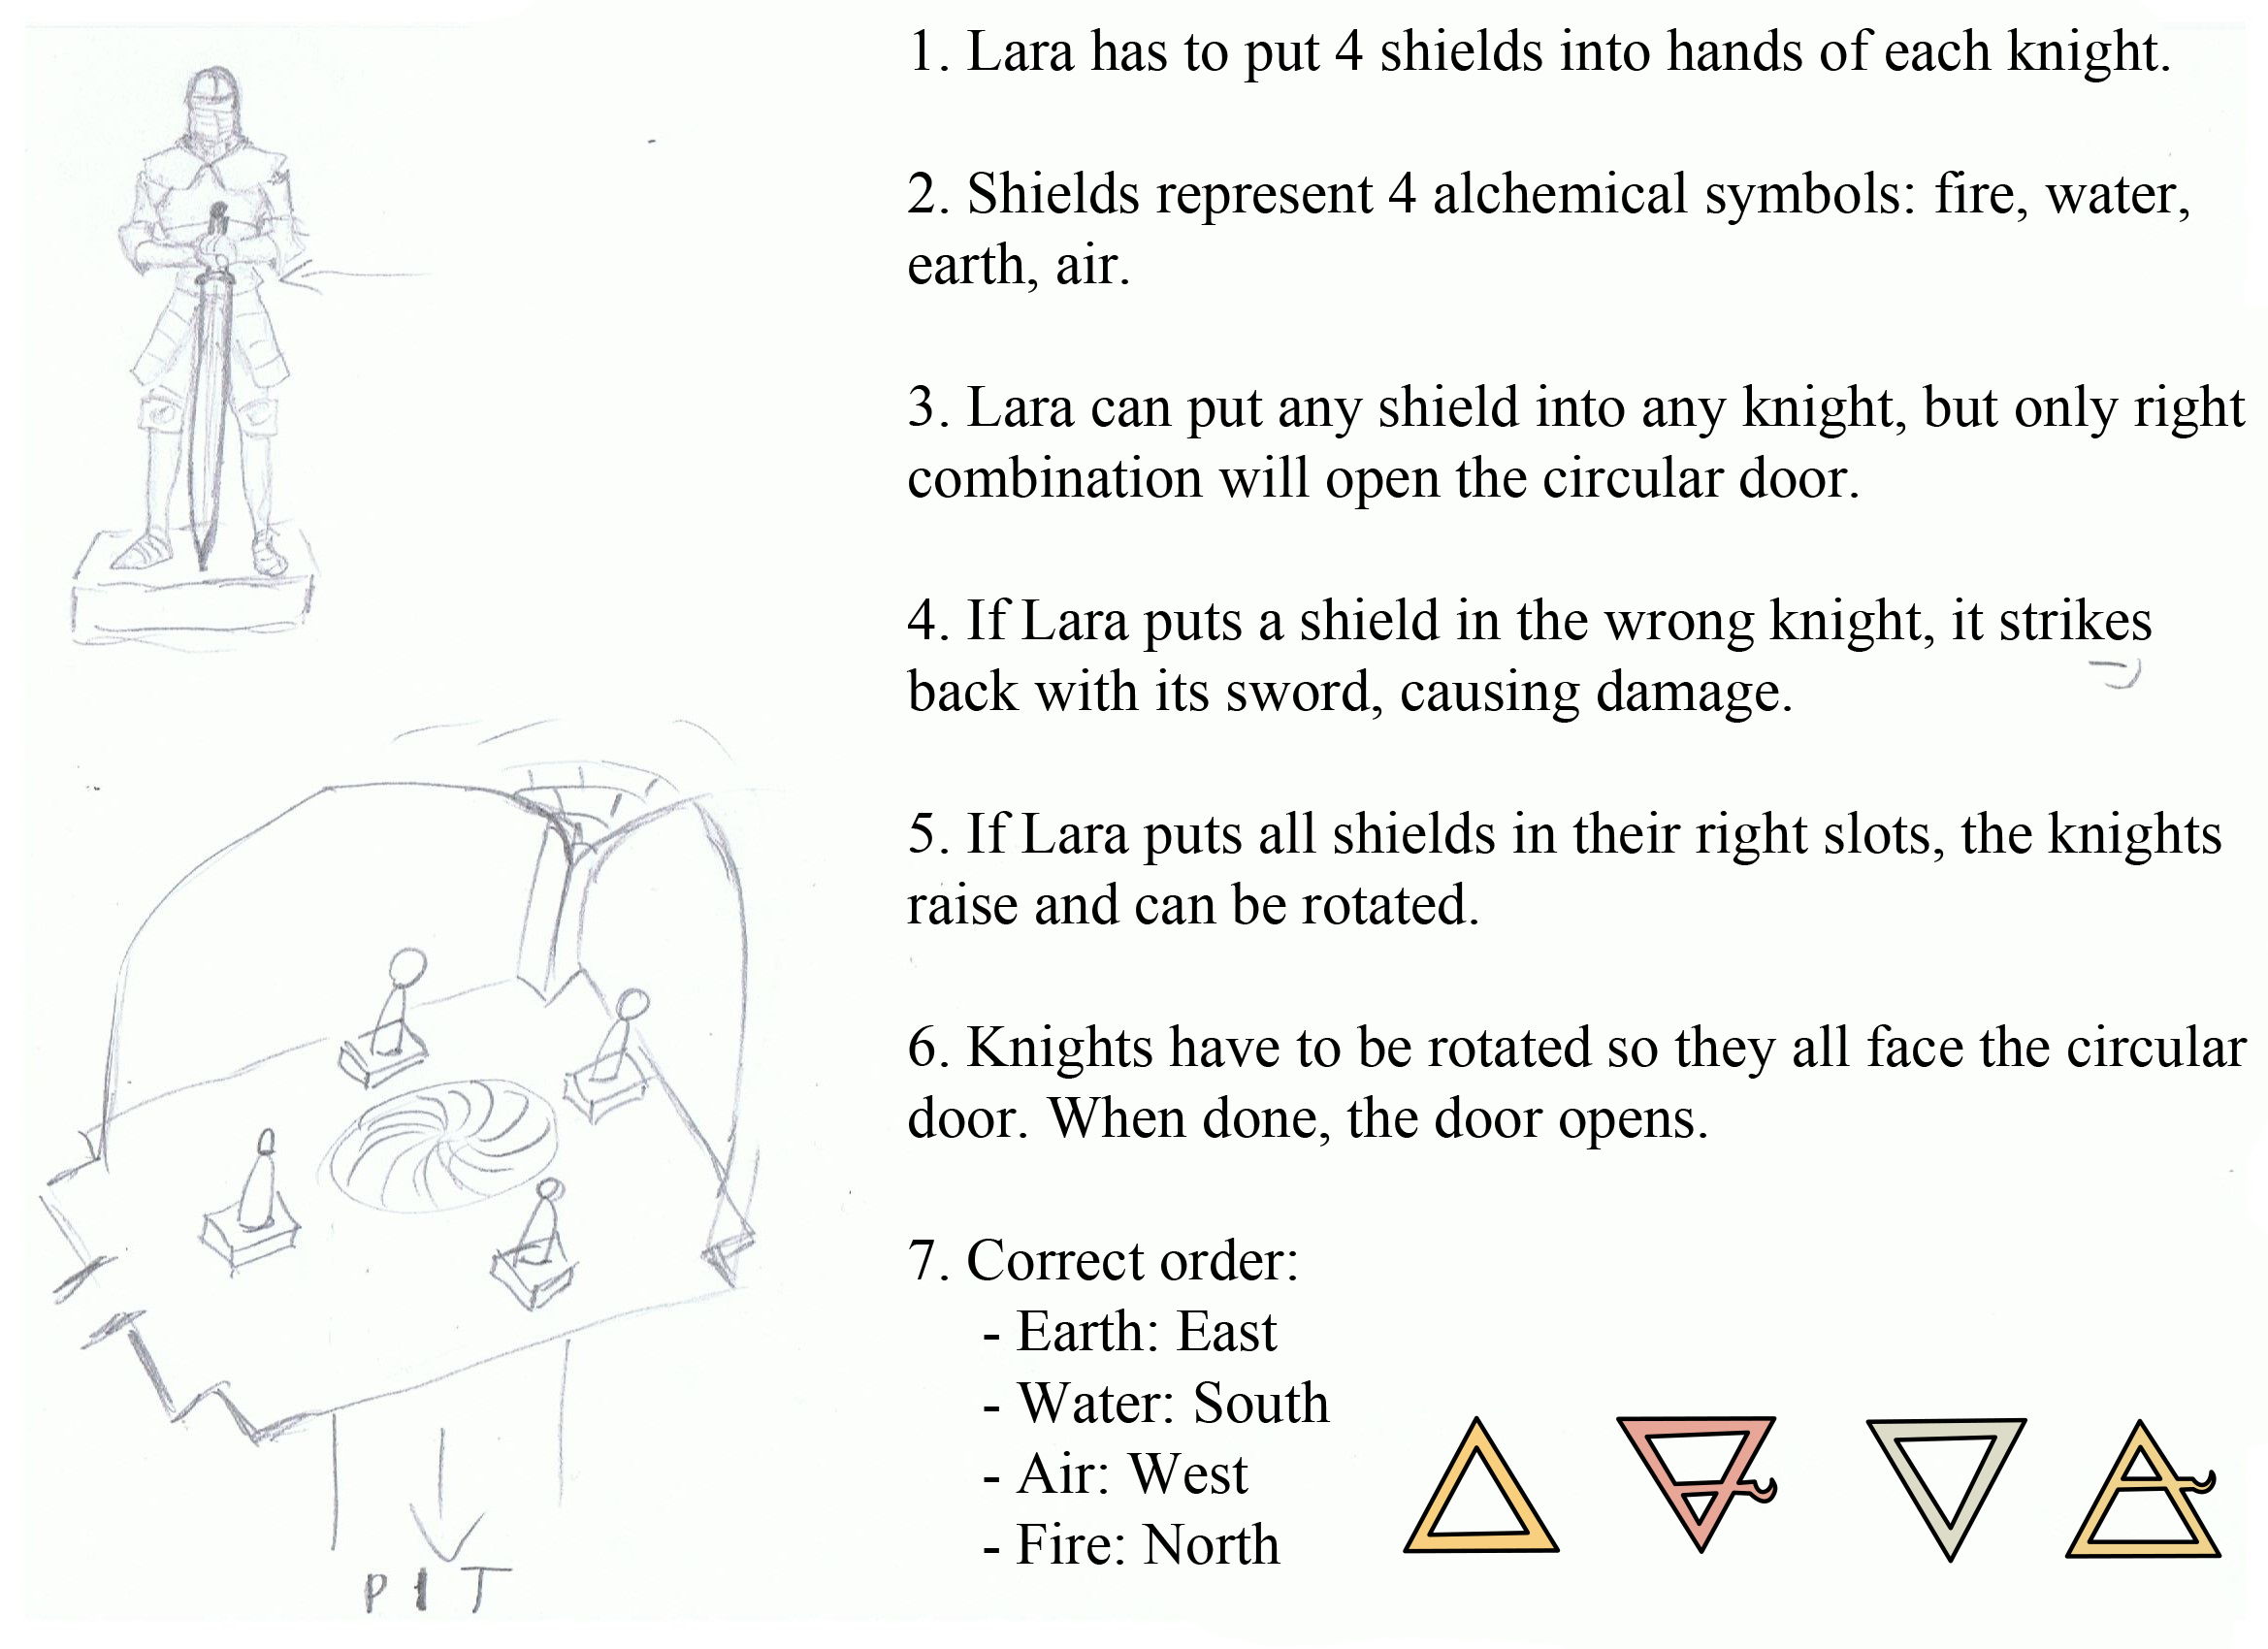 1. Lara has to put 4 shields into hands of each knight.
2. Shields represent 4 alchemical symbols: fire, water,
earth, air.
3. Lara can put any shield into any knight, but only right
combination will open the circular door.
4. If Lara puts a shield in the wrong knight, it strikes
back with its sword, causing damage.
5. If Lara puts all shields in their right slots, the knights
raise and can be rotated.
6. Knights have to be rotated so they all face the circular
door. When done, the door opens.
7. Correct order:
- Earth: East
- Water: South
- Air: West
- Fire: North
PIT